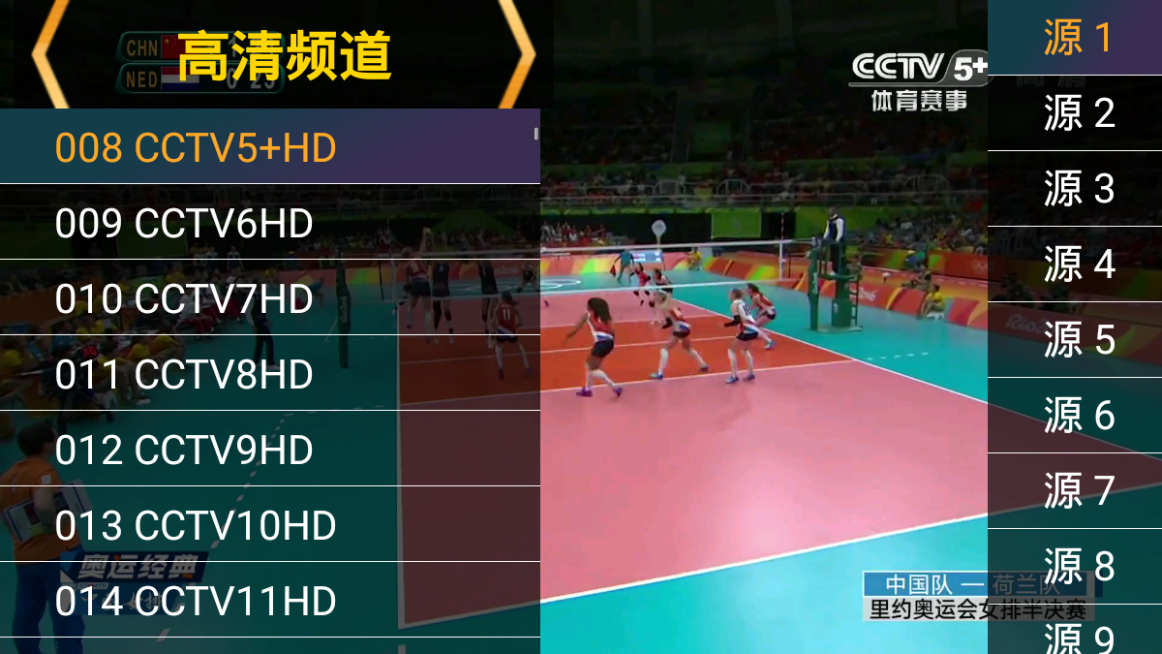 高清频道
CHN
NED
008 CCTV5+HD
009 CCTV6HD
010 CCTV7HD
011 CCTV8HD
012 CCTV9HD
013 CCTV10HD
014 CCTV11HD
奥运经典
CCTV 5+
体育赛事
中国队 — 荷兰队
里约奥运会女排半决赛
源 1
源 2
源 3
源 4
源 5
源 6
源 7
源 8
源 9